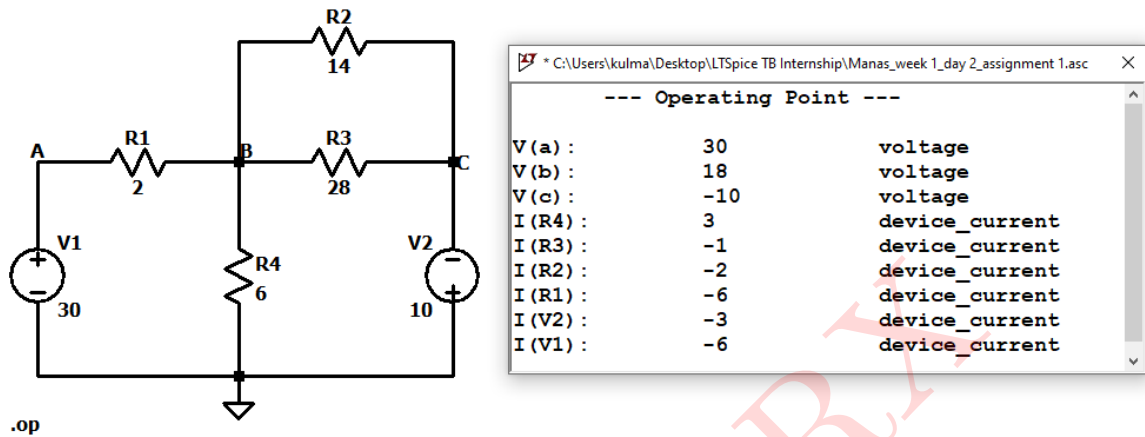 R2
14
A
R1
2
B
R3
28
C
V1
30
R4
6
V2
10
.op
* C:\Users\kulma\Desktop\LTSpice TB Internship\Manas_week 1_day 2_assignment 1.asc
--- Operating Point ---
V(a): 30 voltage
V(b): 18 voltage
V(c): -10 voltage
I(R4): 3 device_current
I(R3): -1 device_current
I(R2): -2 device_current
I(R1): -6 device_current
I(V2): -3 device_current
I(V1): -6 device_current